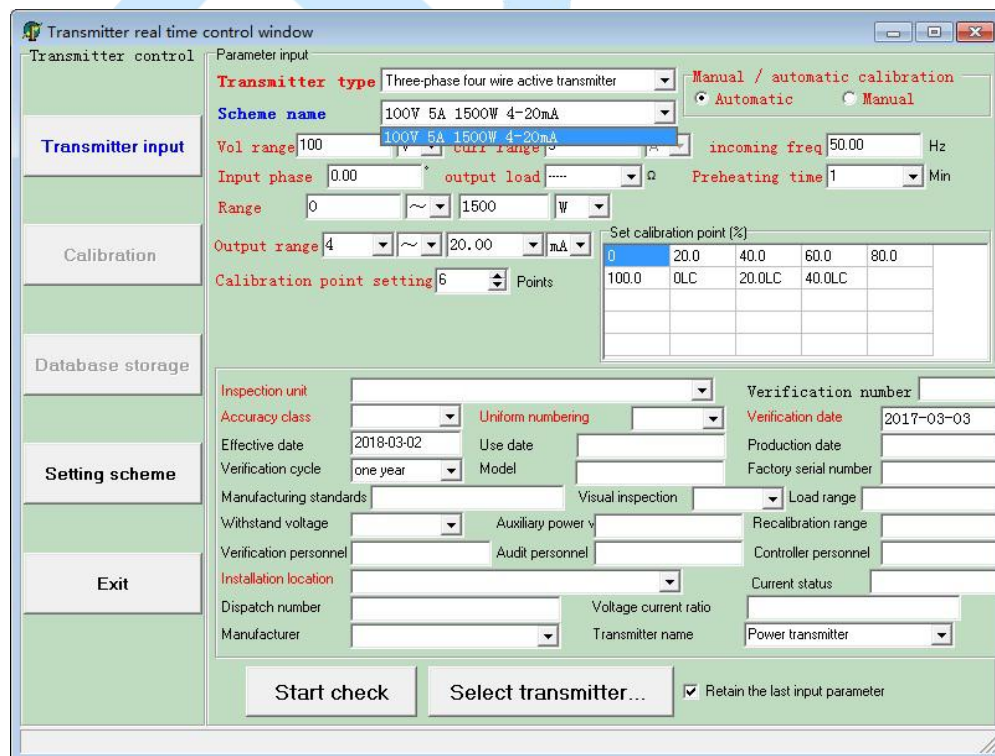 Transmitter real time control window
Transmitter control
Parameter input
Transmitter type Three-phase four wire active transmitter
Manual / automatic calibration
Automatic Manual
Scheme name 100V 5A 1500W 4-20mA
100V 5A 1500W 4-20mA
Transmitter input
Vol range 100 curr range incoming freq 50.00 Hz
Input phase 0.00 ° output load ----- Ω Preheating time 1 Min
Range 0 ~ 1500 W
Output range 4 ~ 20.00 mA
Set calibration point (%)
0 20.0 40.0 60.0 80.0
100.0 0LC 20.0LC 40.0LC
Calibration
Calibration point setting 6 Points
Database storage
Inspection unit Verification number
Accuracy class Uniform numbering Verification date 2017-03-03
Effective date 2018-03-02 Use date Production date
Verification cycle one year Model Factory serial number
Setting scheme
Manufacturing standards Visual inspection Load range
Withstand voltage Auxiliary power v Recalibration range
Verification personnel Audit personnel Controller personnel
Exit
Installation location Current status
Dispatch number Voltage current ratio
Manufacturer Transmitter name Power transmitter
Start check Select transmitter... Retain the last input parameter